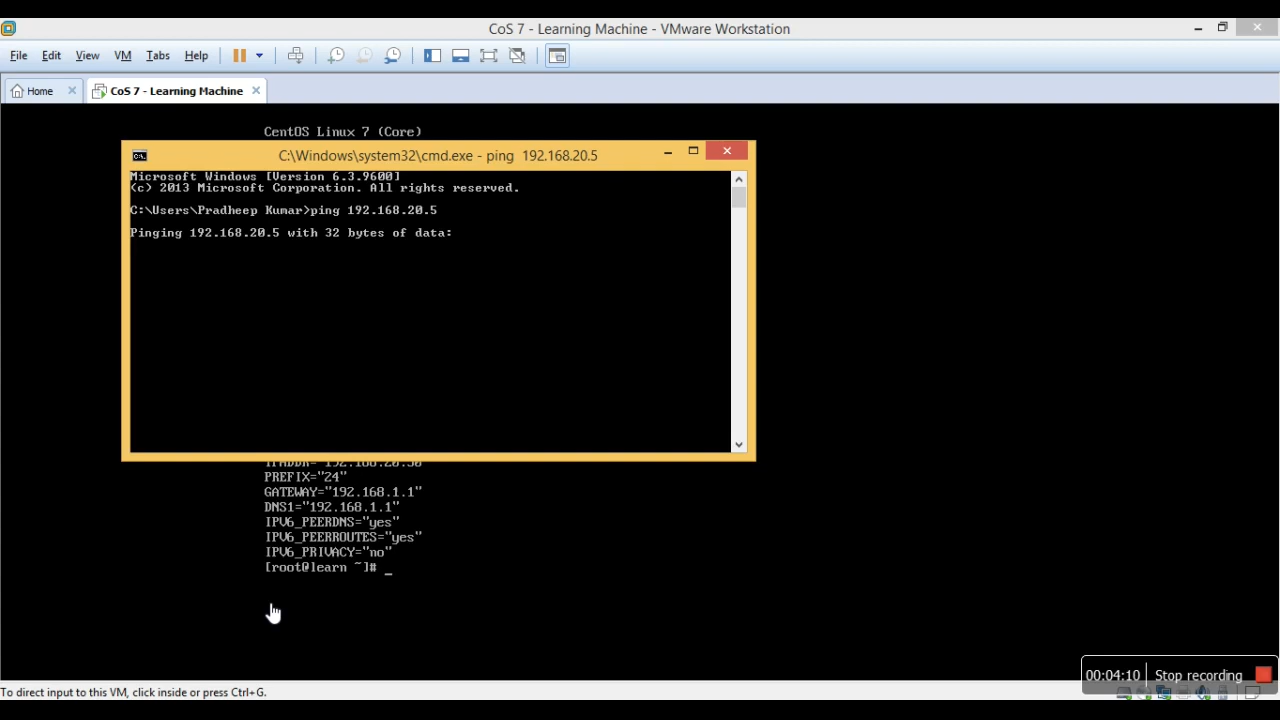 CoS 7 - Learning Machine - VMware Workstation
File Edit View VM Tabs Help
Home CoS 7 - Learning Machine
CentOS Linux 7 (Core)
C:\Windows\system32\cmd.exe - ping 192.168.20.5
Microsoft Windows [Version 6.3.9600]
(c) 2013 Microsoft Corporation. All rights reserved.
C:\Users\Pradheep Kumar>ping 192.168.20.5
Pinging 192.168.20.5 with 32 bytes of data:
PREFIX="24"
GATEWAY="192.168.1.1"
DNS1="192.168.1.1"
IPV6_PEERDNS="yes"
IPV6_PEERROUTES="yes"
IPV6_PRIVACY="no"
[root@learn ~]# _
00:04:10 Stop recording
To direct input to this VM, click inside or press Ctrl+G.